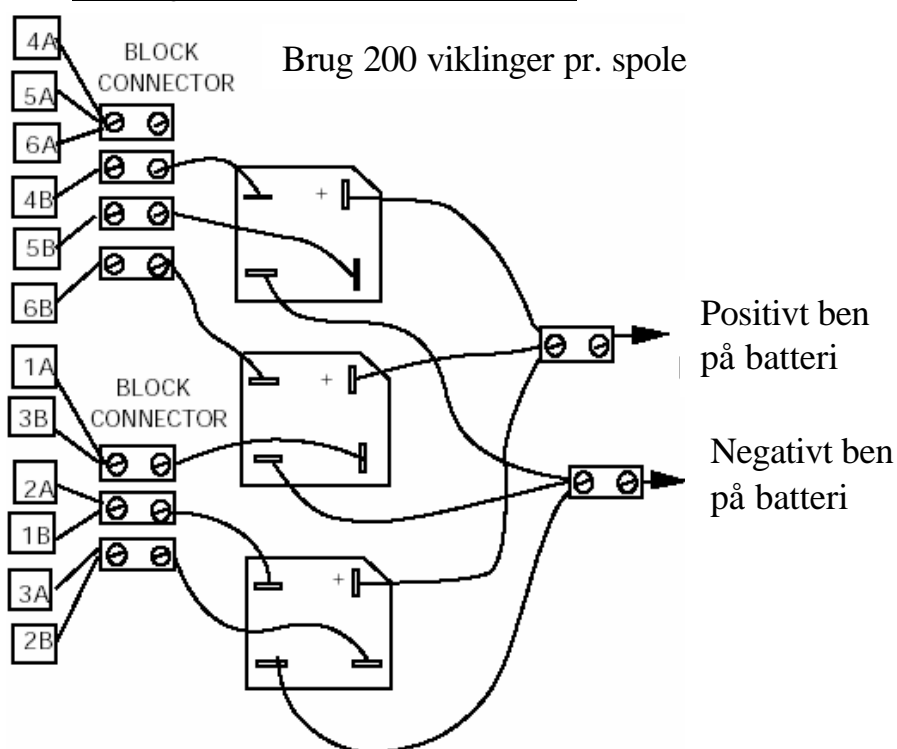 4A
BLOCK
CONNECTOR
Brug 200 viklinger pr. spole
5A
6A
4B
5B
6B
+
Positivt ben
på batteri
1A
BLOCK
CONNECTOR
3B
+
2A
1B
Negativt ben
på batteri
3A
2B
+